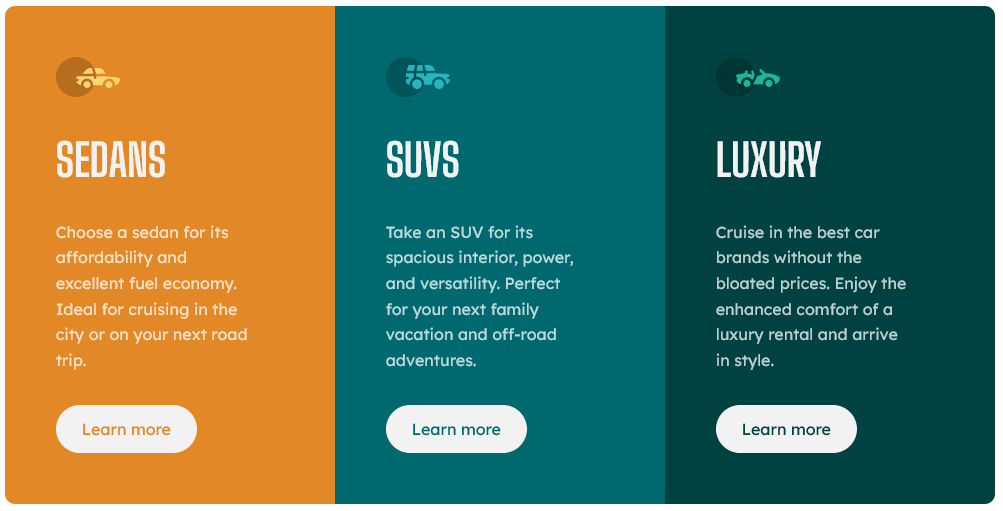 SEDANS
Choose a sedan for its
affordability and
excellent fuel economy.
Ideal for cruising in the
city or on your next road
trip.
Learn more
SUVS
Take an SUV for its
spacious interior, power,
and versatility. Perfect
for your next family
vacation and off-road
adventures.
Learn more
LUXURY
Cruise in the best car
brands without the
bloated prices. Enjoy the
enhanced comfort of a
luxury rental and arrive
in style.
Learn more